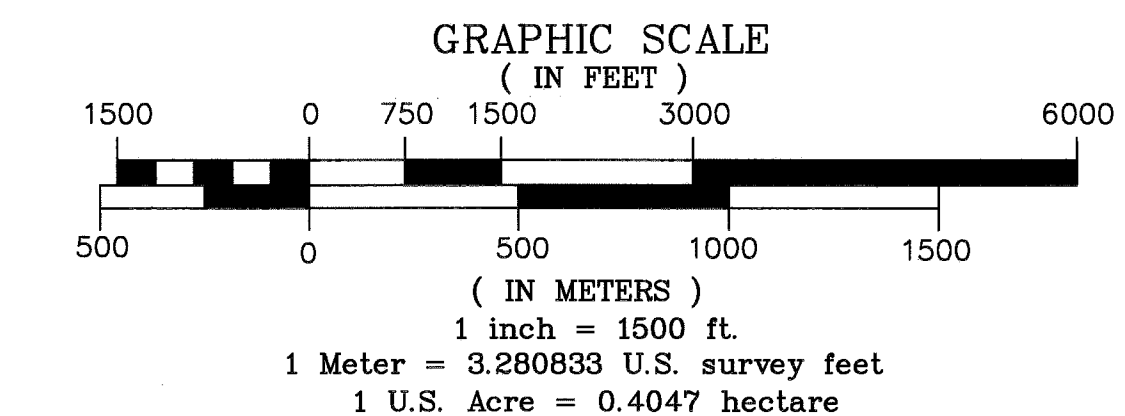 GRAPHIC SCALE
( IN FEET )
1500 0 750 1500 3000 6000
500 0 500 1000 1500
( IN METERS )
1 inch = 1500 ft.
1 Meter = 3.280833 U.S. survey feet
1 U.S. Acre = 0.4047 hectare